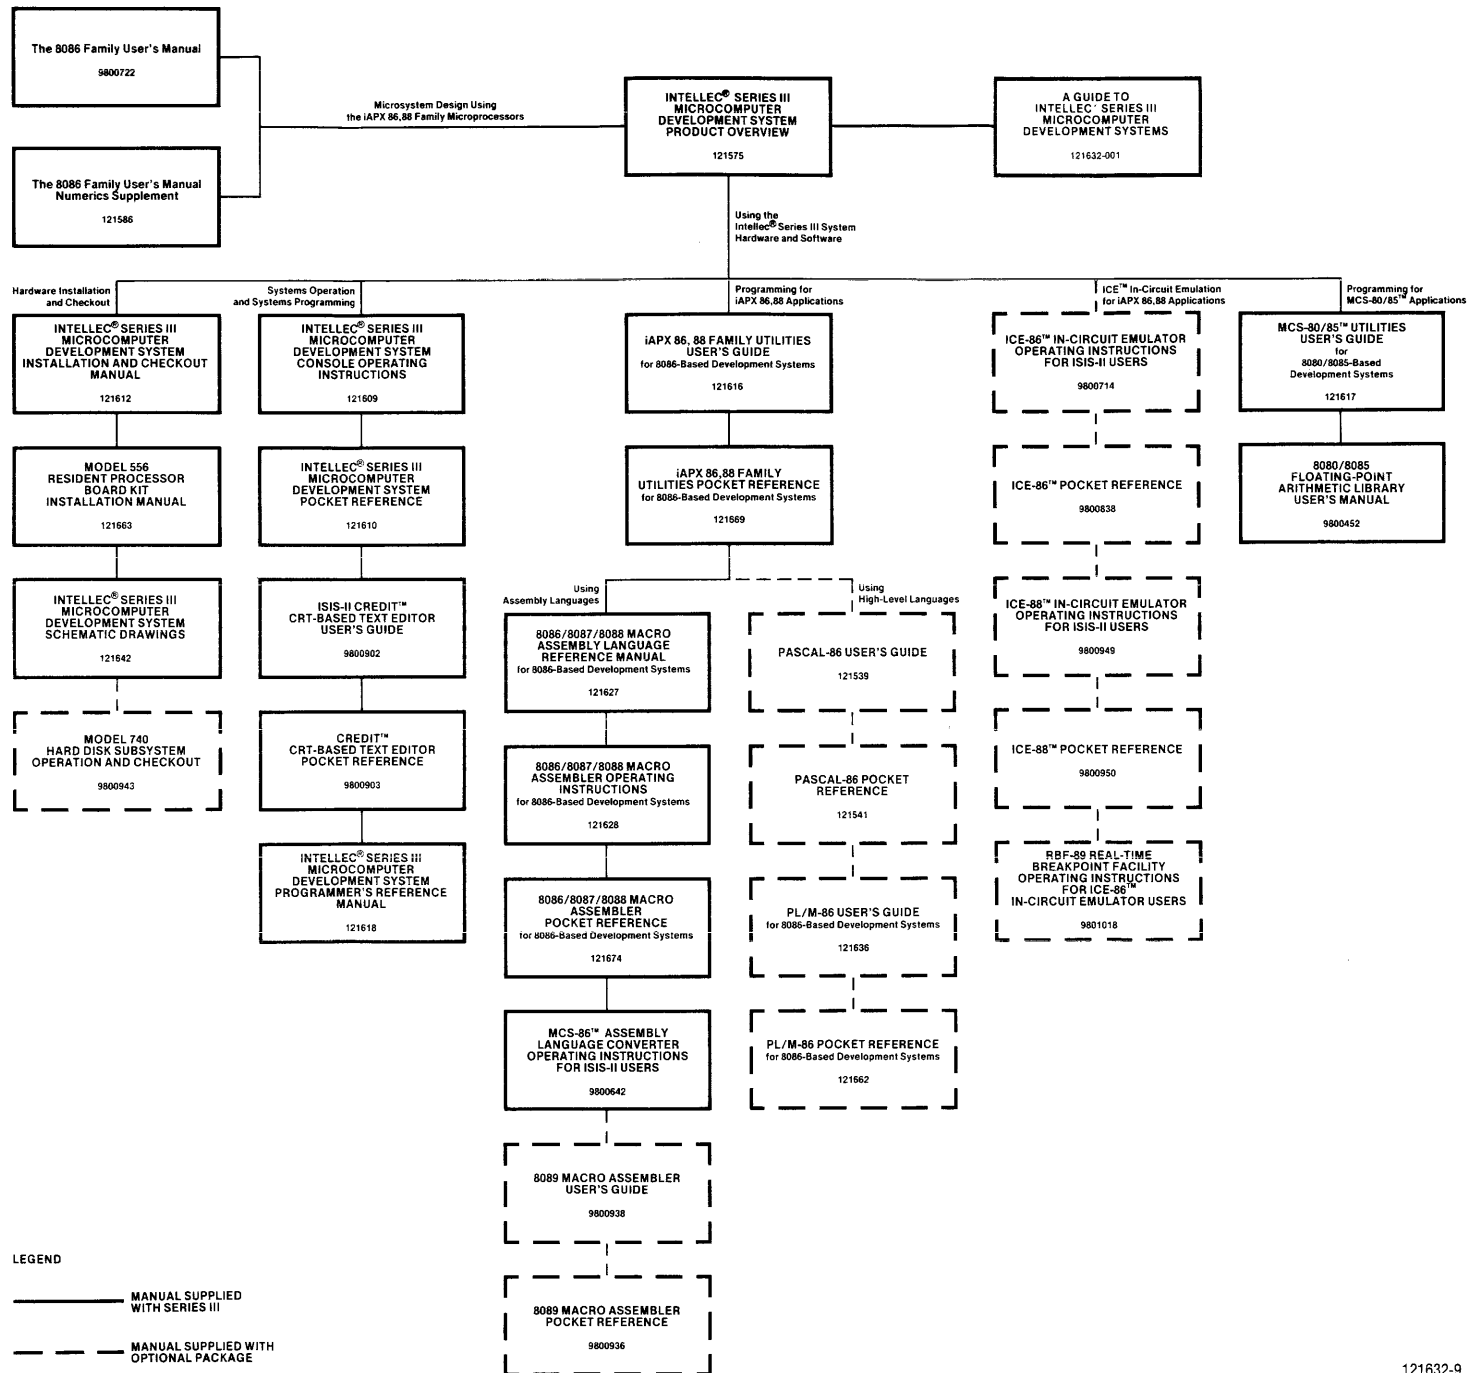 The 8086 Family User's Manual
9800722
Microsystem Design Using
the iAPX 86,88 Family Microprocessors
The 8086 Family User's Manual
Numerics Supplement
121586
INTELLEC® SERIES III
MICROCOMPUTER
DEVELOPMENT SYSTEM
PRODUCT OVERVIEW
121575
A GUIDE TO
INTELLEC® SERIES III
MICROCOMPUTER
DEVELOPMENT SYSTEMS
121632-001
Using the
Intellec® Series III System
Hardware and Software
Hardware Installation
and Checkout
INTELLEC® SERIES III
MICROCOMPUTER
DEVELOPMENT SYSTEM
INSTALLATION AND CHECKOUT
MANUAL
121612
MODEL 556
RESIDENT PROCESSOR
BOARD KIT
INSTALLATION MANUAL
121663
INTELLEC® SERIES III
MICROCOMPUTER
DEVELOPMENT SYSTEM
SCHEMATIC DRAWINGS
121642
MODEL 740
HARD DISK SUBSYSTEM
OPERATION AND CHECKOUT
9800943
Systems Operation
and Systems Programming
INTELLEC® SERIES III
MICROCOMPUTER
DEVELOPMENT SYSTEM
CONSOLE OPERATING
INSTRUCTIONS
121609
INTELLEC® SERIES III
MICROCOMPUTER
DEVELOPMENT SYSTEM
POCKET REFERENCE
121610
ISIS-II CREDIT™
CRT-BASED TEXT EDITOR
USER'S GUIDE
9800902
CREDIT™
CRT-BASED TEXT EDITOR
POCKET REFERENCE
9800903
INTELLEC® SERIES III
MICROCOMPUTER
DEVELOPMENT SYSTEM
PROGRAMMER'S REFERENCE
MANUAL
121618
Programming for
iAPX 86,88 Applications
iAPX 86, 88 FAMILY UTILITIES
USER'S GUIDE
for 8086-Based Development Systems
121616
iAPX 86,88 FAMILY
UTILITIES POCKET REFERENCE
for 8086-Based Development Systems
121669
Using
Assembly Languages
8086/8087/8088 MACRO
ASSEMBLY LANGUAGE
REFERENCE MANUAL
for 8086-Based Development Systems
121627
8086/8087/8088 MACRO
ASSEMBLER OPERATING
INSTRUCTIONS
for 8086-Based Development Systems
121628
8086/8087/8088 MACRO
ASSEMBLER
POCKET REFERENCE
for 8086-Based Development Systems
121674
MCS-86™ ASSEMBLY
LANGUAGE CONVERTER
OPERATING INSTRUCTIONS
FOR ISIS-II USERS
9800642
8089 MACRO ASSEMBLER
USER'S GUIDE
9800938
8089 MACRO ASSEMBLER
POCKET REFERENCE
9800936
Using
High-Level Languages
PASCAL-86 USER'S GUIDE
121539
PASCAL-86 POCKET
REFERENCE
121541
PL/M-86 USER'S GUIDE
for 8086-Based Development Systems
121636
PL/M-86 POCKET REFERENCE
for 8086-Based Development Systems
121662
ICE™ In-Circuit Emulation
for iAPX 86,88 Applications
ICE-86™ IN-CIRCUIT EMULATOR
OPERATING INSTRUCTIONS
FOR ISIS-II USERS
9800714
ICE-86™ POCKET REFERENCE
9800838
ICE-88™ IN-CIRCUIT EMULATOR
OPERATING INSTRUCTIONS
FOR ISIS-II USERS
9800949
ICE-88™ POCKET REFERENCE
9800950
RBF-89 REAL-TIME
BREAKPOINT FACILITY
OPERATING INSTRUCTIONS
FOR ICE-86™
IN-CIRCUIT EMULATOR USERS
9801018
Programming for
MCS-80/85™ Applications
MCS-80/85™ UTILITIES
USER'S GUIDE
for
8080/8085-Based
Development Systems
121617
8080/8085
FLOATING-POINT
ARITHMETIC LIBRARY
USER'S MANUAL
9800452
LEGEND
MANUAL SUPPLIED
WITH SERIES III
MANUAL SUPPLIED WITH
OPTIONAL PACKAGE
121632-9